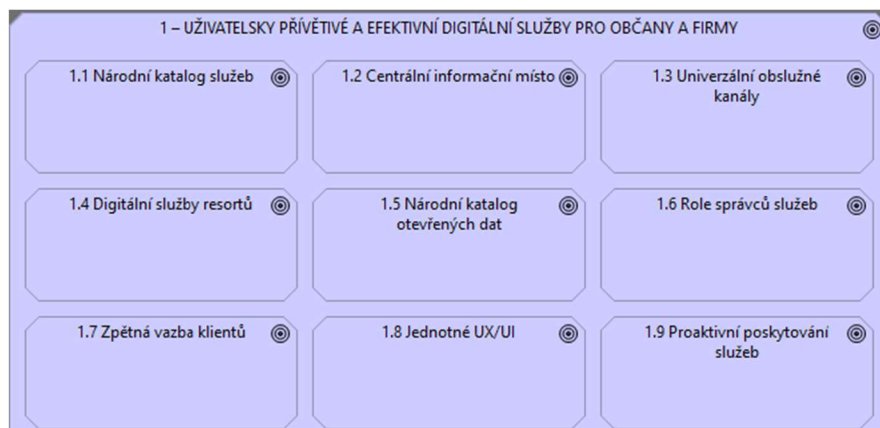 1 – UŽIVATELSKY PŘÍVĚTIVÉ A EFEKTIVNÍ DIGITÁLNÍ SLUŽBY PRO OBČANY A FIRMY
1.1 Národní katalog služeb
1.2 Centrální informační místo
1.3 Univerzální obslužné
kanály
1.4 Digitální služby resortů
1.5 Národní katalog
otevřených dat
1.6 Role správců služeb
1.7 Zpětná vazba klientů
1.8 Jednotné UX/UI
1.9 Proaktivní poskytování
služeb